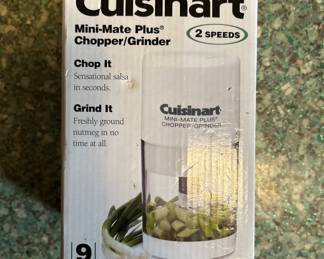 Cuisinart®
Mini-Mate Plus®
Chopper/Grinder
2 SPEEDS
Chop It
Sensational salsa
in seconds.
Grind It
Freshly ground
nutmeg in no
time at all.
Cuisinart
MINI-MATE PLUS®
CHOPPER/GRINDER
9